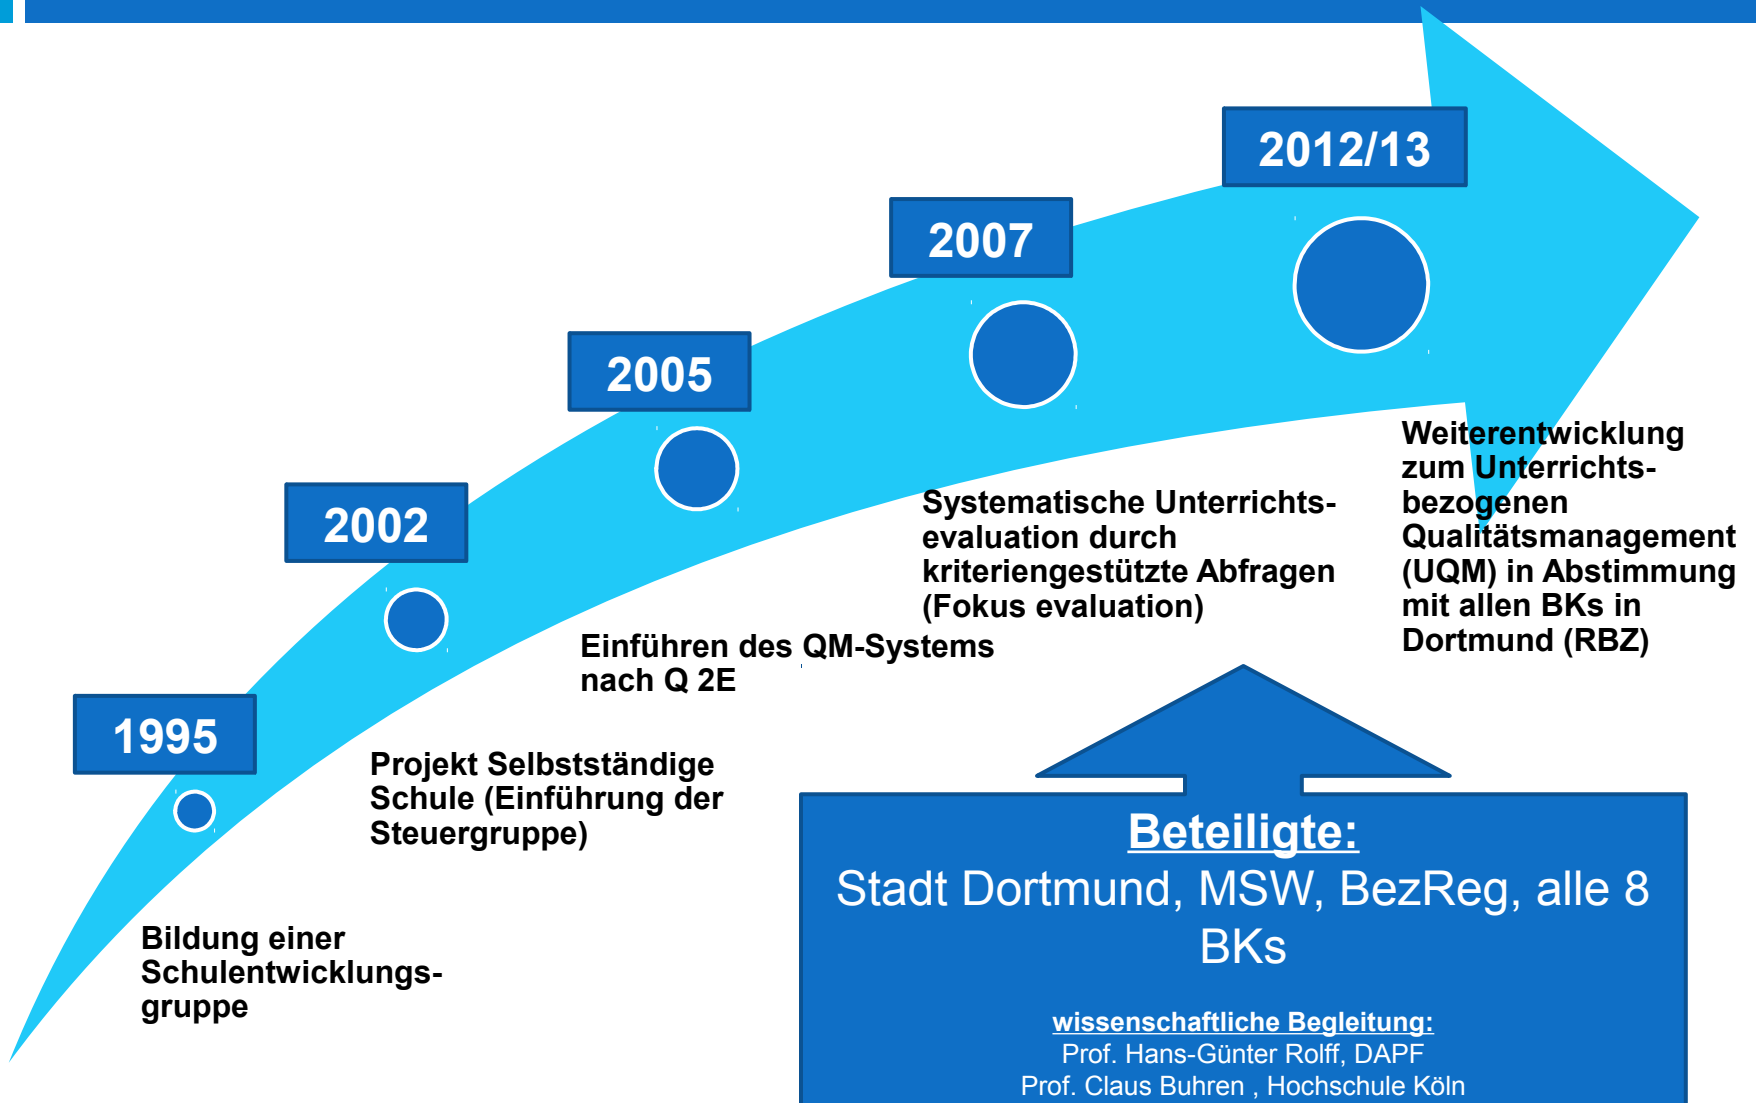 1995
Bildung einer
Schulentwicklungs-
gruppe
2002
Projekt Selbstständige
Schule (Einführung der
Steuergruppe)
2005
Einführen des QM-Systems
nach Q 2E
2007
Systematische Unterrichts-
evaluation durch
kriteriengestützte Abfragen
(Fokus evaluation)
2012/13
Weiterentwicklung
zum Unterrichts-
bezogenen
Qualitätsmanagement
(UQM) in Abstimmung
mit allen BKs in
Dortmund (RBZ)
Beteiligte:
Stadt Dortmund, MSW, BezReg, alle 8
BKs
wissenschaftliche Begleitung:
Prof. Hans-Günter Rolff, DAPF
Prof. Claus Buhren , Hochschule Köln